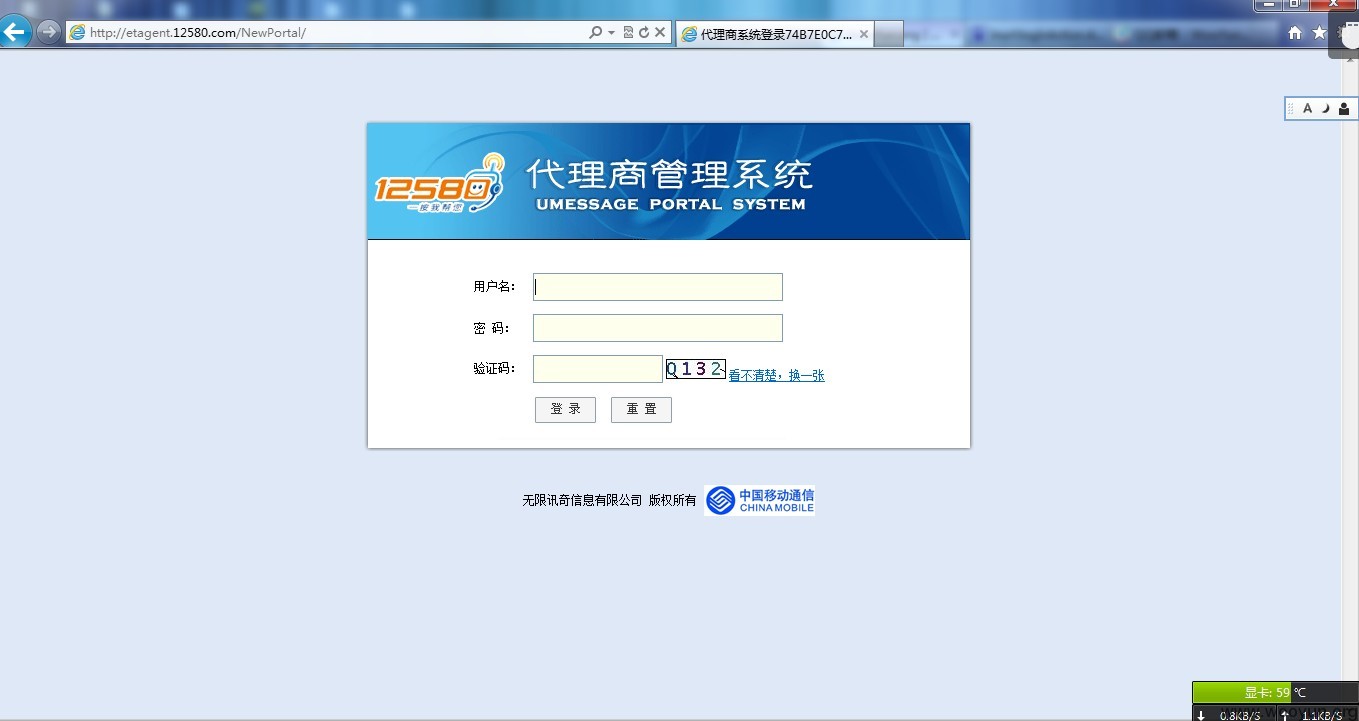 http://etagent.12580.com/NewPortal/
代理商系统登录74B7E0C7...
A
12580
一按我帮您
代理商管理系统
UMESSAGE PORTAL SYSTEM
用户名：
密 码：
验证码：
Q132
看不清楚，换一张
登 录
重 置
无限讯奇信息有限公司 版权所有
中国移动通信
CHINA MOBILE
显卡: 59 ℃
0.8KB/S
1.1KB/S